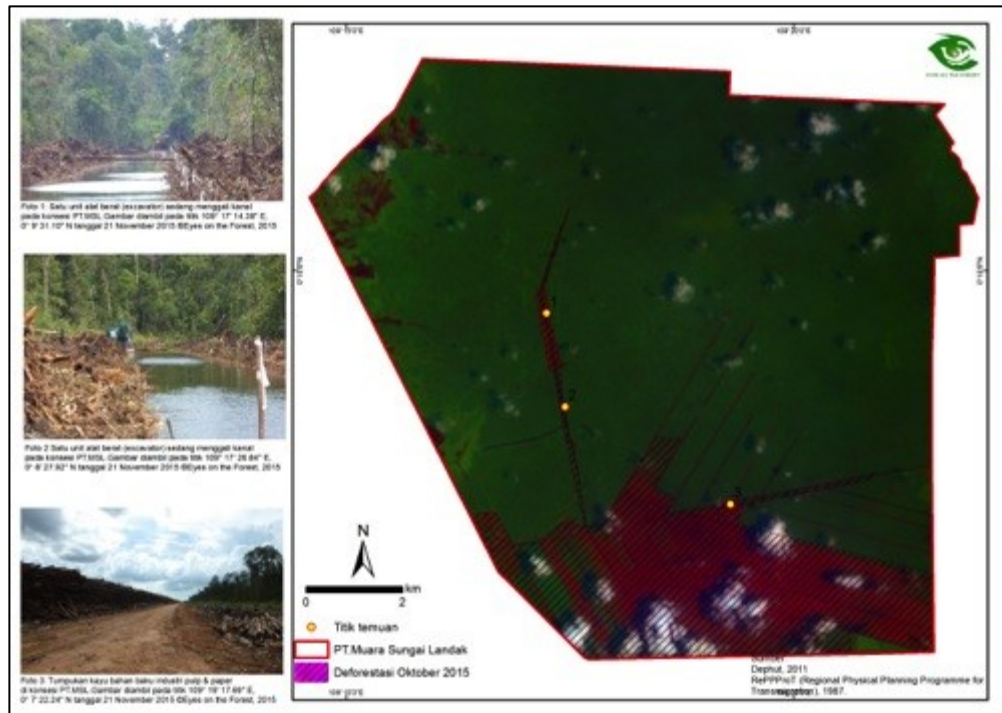 Foto 1: Satu unit alat berat (excavator) sedang menggali kanal
pada konsesi PT.MSL. Gambar diambil pada titik 109° 17' 14.28" E,
0° 9' 31.10" N tanggal 21 November 2015 ©Eyes on the Forest, 2015
Foto 2 Satu unit alat berat (excavator) sedang menggali kanal
pada konsesi PT.MSL. Gambar diambil pada titik 109° 17' E,
0° 8' 27.92" N tanggal 21 November 2015 ©Eyes on the Forest, 2015
Foto 3: Tumpukan kayu bahan baku industri pulp & paper
di konsesi PT.MSL. Gambar diambil pada titik 109° 19' 17.69" E,
0° 7' 22.24" N tanggal 21 November 2015 ©Eyes on the Forest, 2015
1
2
3
N
km
0 2
Titik temuan
PT.Muara Sungai Landak
Deforestasi Oktober 2015
Sumber
Dephut, 2011
RePPProT (Regional Physical Planning Programme for
Transmigration), 1987.